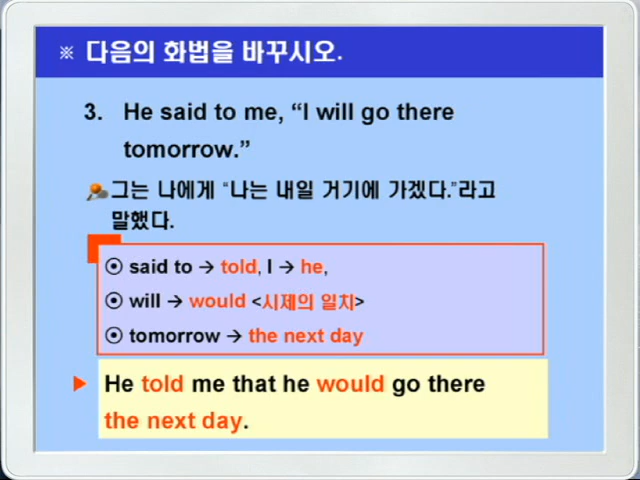 ※ 다음의 화법을 바꾸시오.
3. He said to me, “I will go there
tomorrow.”
그는 나에게 “나는 내일 거기에 가겠다.”라고
말했다.
⊙ said to → told, I → he,
⊙ will → would <시제의 일치>
⊙ tomorrow → the next day
▶ He told me that he would go there
the next day.